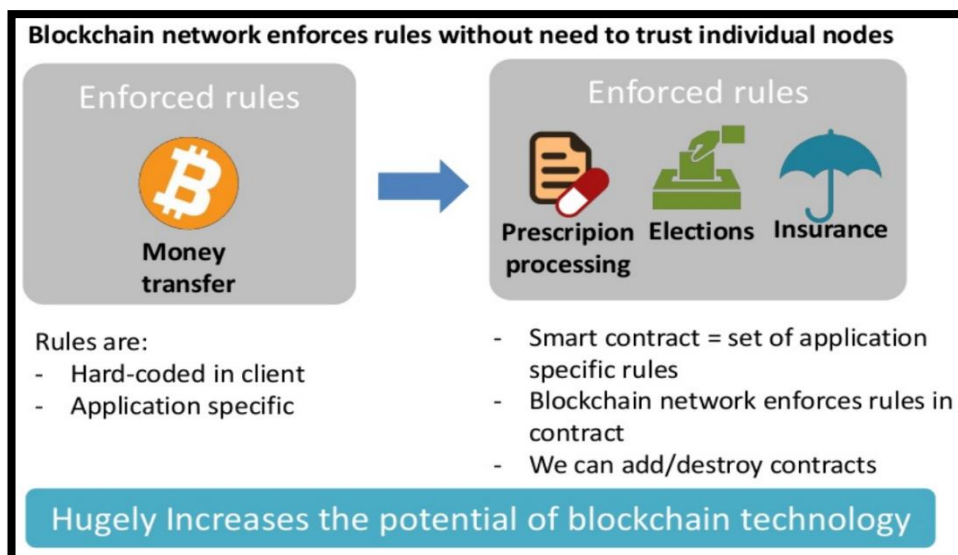 Blockchain network enforces rules without need to trust individual nodes
Enforced rules
Money
transfer
Rules are:
- Hard-coded in client
- Application specific
Enforced rules
Prescripion
processing
Elections
Insurance
- Smart contract = set of application
specific rules
- Blockchain network enforces rules in
contract
- We can add/destroy contracts
Hugely Increases the potential of blockchain technology